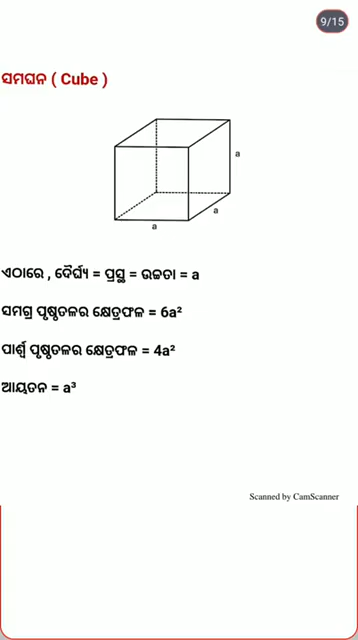 9/15
ସମଘନ ( Cube )
a
a
a
ଏଠାରେ , ଦୈର୍ଘ୍ୟ = ପ୍ରସ୍ଥ = ଉଚ୍ଚତା = a
ସମଗ୍ର ପୃଷ୍ଠତଳର କ୍ଷେତ୍ରଫଳ = 6a²
ପାର୍ଶ୍ୱ ପୃଷ୍ଠତଳର କ୍ଷେତ୍ରଫଳ = 4a²
ଆୟତନ = a³
Scanned by CamScanner